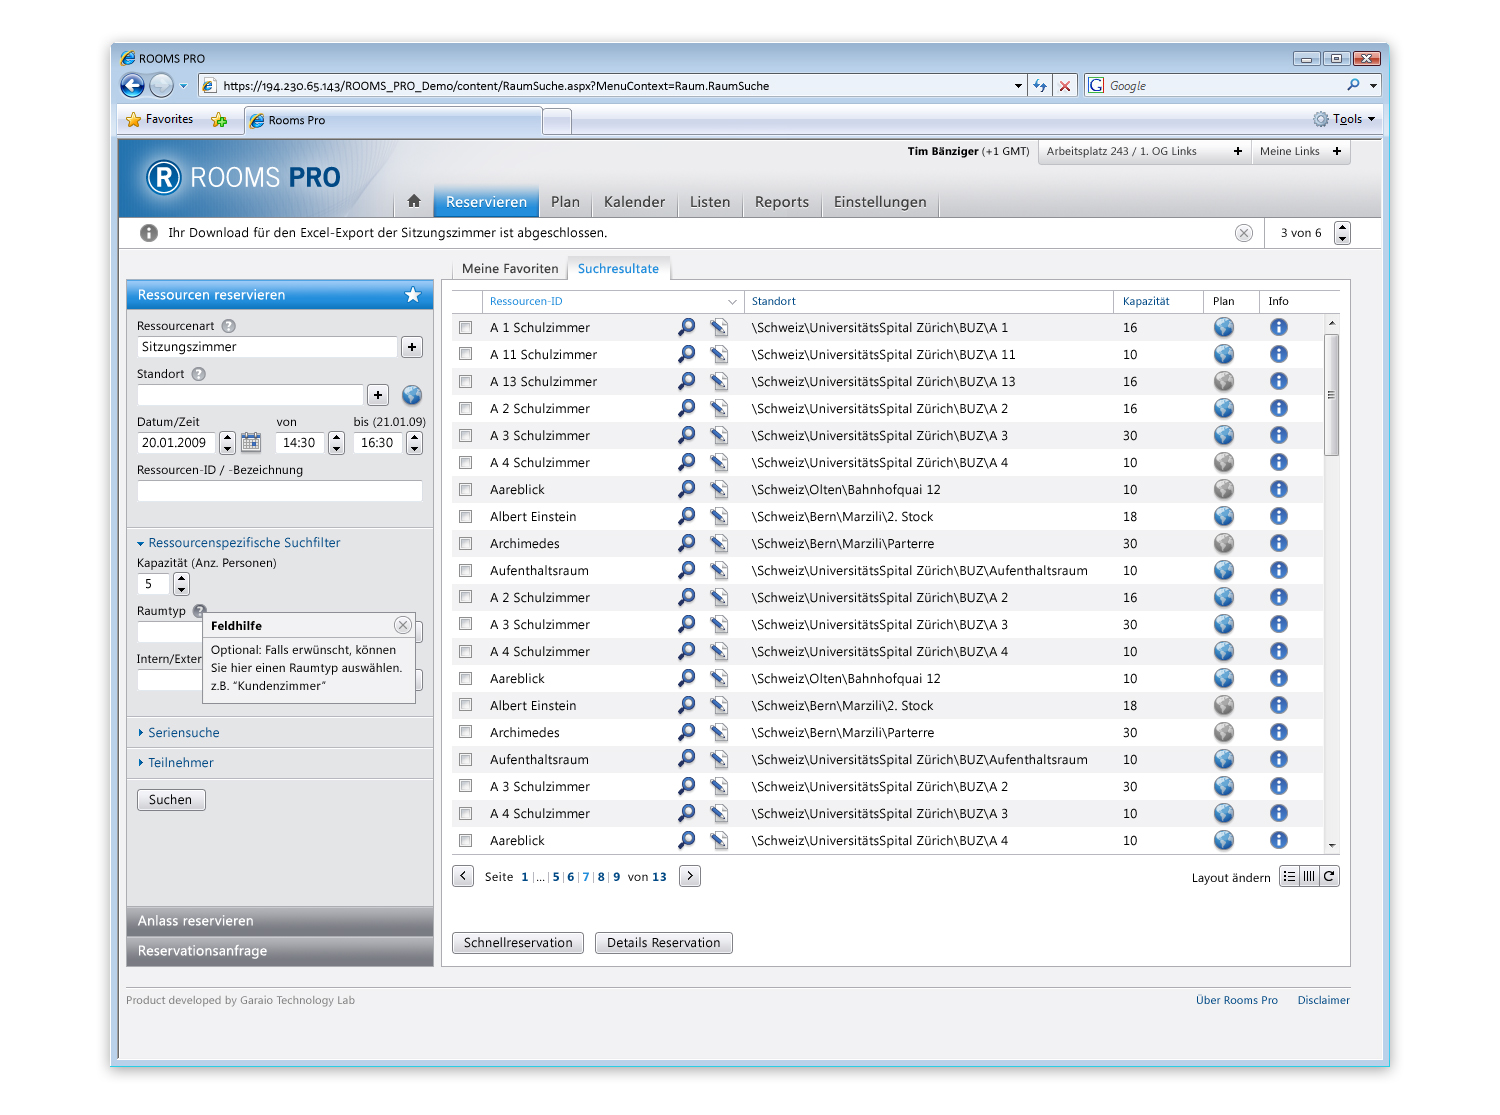 ROOMS PRO
https://194.230.65.143/ROOMS_PRO_Demo/content/RaumSuche.aspx?MenuContext=Raum.RaumSuche
G Google
Favorites
Rooms Pro
Tools
Tim Bänziger (+1 GMT)
Arbeitsplatz 243 / 1. OG Links +
Meine Links +
R ROOMS PRO
Reservieren Plan Kalender Listen Reports Einstellungen
Ihr Download für den Excel-Export der Sitzungszimmer ist abgeschlossen.
3 von 6
Ressourcen reservieren
Ressourcenart ?
Sitzungszimmer +
Standort ?
+
Datum/Zeit von bis (21.01.09)
20.01.2009 14:30 16:30
Ressourcen-ID / -Bezeichnung
Ressourcenspezifische Suchfilter
Kapazität (Anz. Personen)
5
Raumtyp ?
Feldhilfe
Optional: Falls erwünscht, können
Sie hier einen Raumtyp auswählen.
z.B. "Kundenzimmer"
Intern/Exter
Seriensuche
Teilnehmer
Suchen
Anlass reservieren
Reservationsanfrage
Meine Favoriten Suchresultate
Ressourcen-ID Standort Kapazität Plan Info
A 1 Schulzimmer \Schweiz\UniversitätsSpital Zürich\BUZ\A 1 16
A 11 Schulzimmer \Schweiz\UniversitätsSpital Zürich\BUZ\A 11 10
A 13 Schulzimmer \Schweiz\UniversitätsSpital Zürich\BUZ\A 13 16
A 2 Schulzimmer \Schweiz\UniversitätsSpital Zürich\BUZ\A 2 16
A 3 Schulzimmer \Schweiz\UniversitätsSpital Zürich\BUZ\A 3 30
A 4 Schulzimmer \Schweiz\UniversitätsSpital Zürich\BUZ\A 4 10
Aareblick \Schweiz\Olten\Bahnhofquai 12 10
Albert Einstein \Schweiz\Bern\Marzili\2. Stock 18
Archimedes \Schweiz\Bern\Marzili\Parterre 30
Aufenthaltsraum \Schweiz\UniversitätsSpital Zürich\BUZ\Aufenthaltsraum 10
A 2 Schulzimmer \Schweiz\UniversitätsSpital Zürich\BUZ\A 2 16
A 3 Schulzimmer \Schweiz\UniversitätsSpital Zürich\BUZ\A 3 30
A 4 Schulzimmer \Schweiz\UniversitätsSpital Zürich\BUZ\A 4 10
Aareblick \Schweiz\Olten\Bahnhofquai 12 10
Albert Einstein \Schweiz\Bern\Marzili\2. Stock 18
Archimedes \Schweiz\Bern\Marzili\Parterre 30
Aufenthaltsraum \Schweiz\UniversitätsSpital Zürich\BUZ\Aufenthaltsraum 10
A 3 Schulzimmer \Schweiz\UniversitätsSpital Zürich\BUZ\A 2 30
A 4 Schulzimmer \Schweiz\UniversitätsSpital Zürich\BUZ\A 3 10
Aareblick \Schweiz\UniversitätsSpital Zürich\BUZ\A 4 10
Seite 1 |...| 5 | 6 | 7 | 8 | 9 von 13
Layout ändern
Schnellreservation Details Reservation
Product developed by Garaio Technology Lab
Über Rooms Pro Disclaimer